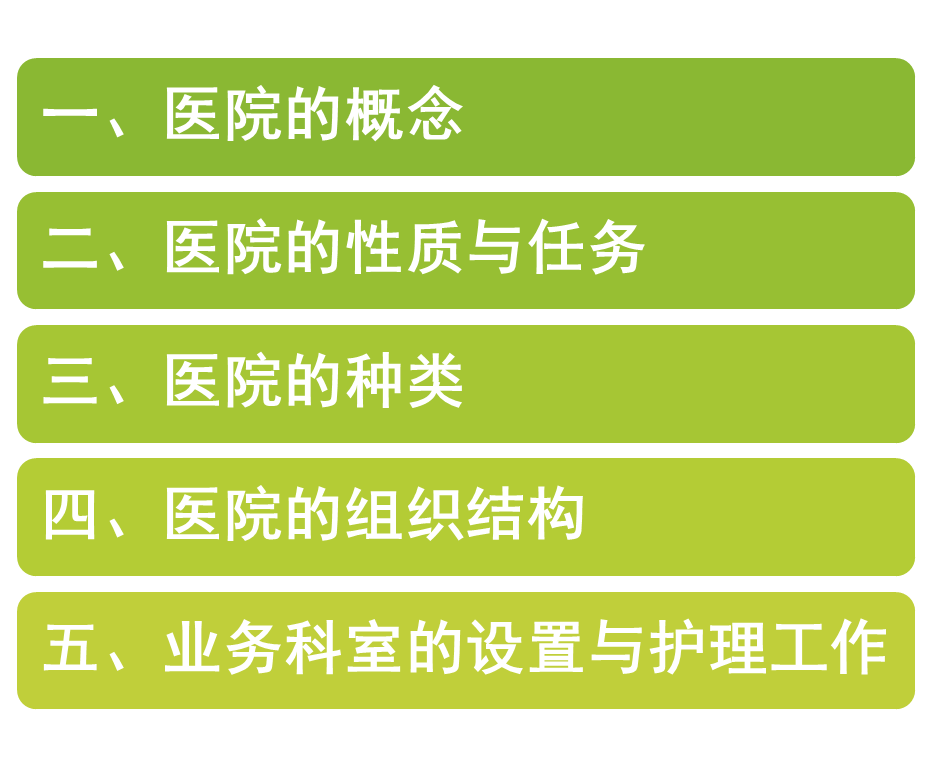 一、医院的概念
二、医院的性质与任务
三、医院的种类
四、医院的组织结构
五、业务科室的设置与护理工作